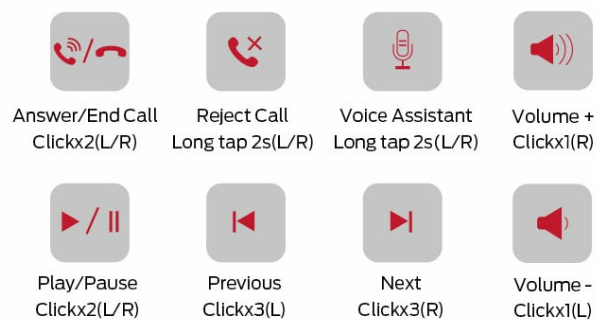 Answer/End Call
Clickx2(L/R)
Reject Call
Long tap 2s(L/R)
Voice Assistant
Long tap 2s(L/R)
Volume +
Clickx1(R)
Play/Pause
Clickx2(L/R)
Previous
Clickx3(L)
Next
Clickx3(R)
Volume -
Clickx1(L)